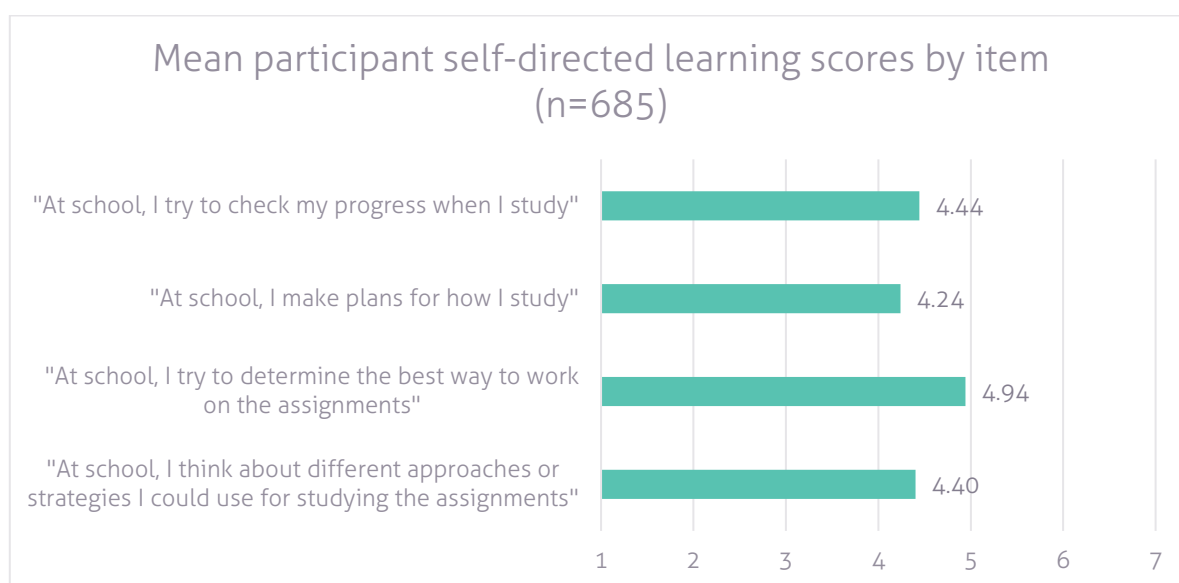 Mean participant self-directed learning scores by item
(n=685)
"At school, I try to check my progress when I study"
4.44
"At school, I make plans for how I study"
4.24
"At school, I try to determine the best way to work
on the assignments"
4.94
"At school, I think about different approaches or
strategies I could use for studying the assignments"
4.40
1 2 3 4 5 6 7